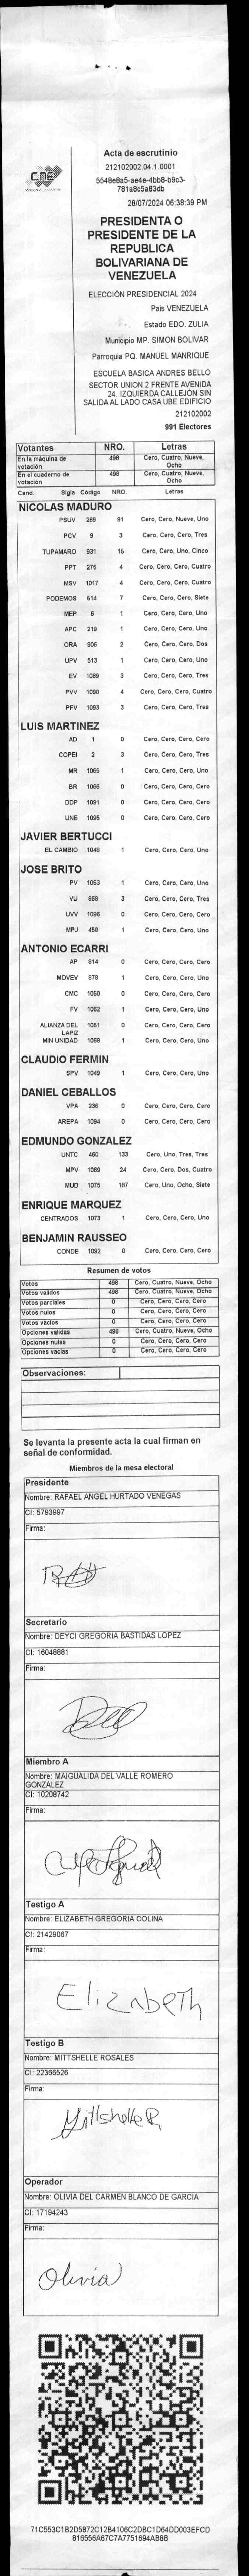 CNE
Acta de escrutinio
212102002.04.1.0001
5548e8a5-ae4e-4bb8-b9c3-
781a8c5a83db
28/07/2024 06:38:39 PM
PRESIDENTA O
PRESIDENTE DE LA
REPUBLICA
BOLIVARIANA DE
VENEZUELA
ELECCIÓN PRESIDENCIAL 2024
Pais VENEZUELA
Estado EDO. ZULIA
Municipio MP. SIMON BOLIVAR
Parroquia PQ. MANUEL MANRIQUE
ESCUELA BASICA ANDRES BELLO
SECTOR UNION 2 FRENTE AVENIDA
24. IZQUIERDA CALLEJÓN SIN
SALIDA AL LADO CASA UBE EDIFICIO
212102002
991 Electores
Votantes NRO. Letras
En la máquina de votación 498 Cero, Cuatro, Nueve, Ocho
En el cuaderno de votación 498 Cero, Cuatro, Nueve, Ocho
Cand. Sigla Código NRO. Letras
NICOLAS MADURO
PSUV 269 91 Cero, Cero, Nueve, Uno
PCV 9 3 Cero, Cero, Cero, Tres
TUPAMARO 931 15 Cero, Cero, Uno, Cinco
PPT 276 4 Cero, Cero, Cero, Cuatro
MSV 1017 4 Cero, Cero, Cero, Cuatro
PODEMOS 514 7 Cero, Cero, Cero, Siete
MEP 6 1 Cero, Cero, Cero, Uno
APC 219 1 Cero, Cero, Cero, Uno
ORA 906 2 Cero, Cero, Cero, Dos
UPV 513 1 Cero, Cero, Cero, Uno
EV 1089 3 Cero, Cero, Cero, Tres
PVV 1090 4 Cero, Cero, Cero, Cuatro
PFV 1093 3 Cero, Cero, Cero, Tres
LUIS MARTINEZ
AD 1 0 Cero, Cero, Cero, Cero
COPEI 2 3 Cero, Cero, Cero, Tres
MR 1065 1 Cero, Cero, Cero, Uno
BR 1066 0 Cero, Cero, Cero, Cero
DDP 1091 0 Cero, Cero, Cero, Cero
UNE 1095 0 Cero, Cero, Cero, Cero
JAVIER BERTUCCI
EL CAMBIO 1048 1 Cero, Cero, Cero, Uno
JOSE BRITO
PV 1053 1 Cero, Cero, Cero, Uno
VU 969 3 Cero, Cero, Cero, Tres
UVV 1096 0 Cero, Cero, Cero, Cero
MPJ 458 1 Cero, Cero, Cero, Uno
ANTONIO ECARRI
AP 814 0 Cero, Cero, Cero, Cero
MOVEV 878 1 Cero, Cero, Cero, Uno
CMC 1050 0 Cero, Cero, Cero, Cero
FV 1062 1 Cero, Cero, Cero, Uno
ALIANZA DEL LAPIZ 1061 0 Cero, Cero, Cero, Cero
MIN UNIDAD 1068 1 Cero, Cero, Cero, Uno
CLAUDIO FERMIN
SPV 1049 1 Cero, Cero, Cero, Uno
DANIEL CEBALLOS
VPA 236 0 Cero, Cero, Cero, Cero
AREPA 1094 0 Cero, Cero, Cero, Cero
EDMUNDO GONZALEZ
UNTC 460 133 Cero, Uno, Tres, Tres
MPV 1069 24 Cero, Cero, Dos, Cuatro
MUD 1075 187 Cero, Uno, Ocho, Siete
ENRIQUE MARQUEZ
CENTRADOS 1073 1 Cero, Cero, Cero, Uno
BENJAMIN RAUSSEO
CONDE 1092 0 Cero, Cero, Cero, Cero
Resumen de votos
Votos 498 Cero, Cuatro, Nueve, Ocho
Votos validos 498 Cero, Cuatro, Nueve, Ocho
Votos parciales 0 Cero, Cero, Cero, Cero
Votos nulos 0 Cero, Cero, Cero, Cero
Votos vacios 0 Cero, Cero, Cero, Cero
Opciones validas 498 Cero, Cuatro, Nueve, Ocho
Opciones nulas 0 Cero, Cero, Cero, Cero
Opciones vacias 0 Cero, Cero, Cero, Cero
Observaciones:
Se levanta la presente acta la cual firman en
señal de conformidad.
Miembros de la mesa electoral
Presidente
Nombre: RAFAEL ANGEL HURTADO VENEGAS
CI: 5793997
Firma:
Secretario
Nombre: DEYCI GREGORIA BASTIDAS LOPEZ
CI: 16048881
Firma:
Miembro A
Nombre: MAIGUALIDA DEL VALLE ROMERO
GONZALEZ
CI: 10208742
Firma:
Testigo A
Nombre: ELIZABETH GREGORIA COLINA
CI: 21429067
Firma:
Elizabeth
Testigo B
Nombre: MITTSHELLE ROSALES
CI: 22366526
Firma:
Mittshelle R
Operador
Nombre: OLIVIA DEL CARMEN BLANCO DE GARCIA
CI: 17194243
Firma:
Olivia
71C553C1B2D5872C12B4106C2DBC1D64DD003EFCD
816556A67C7A7751694AB8B